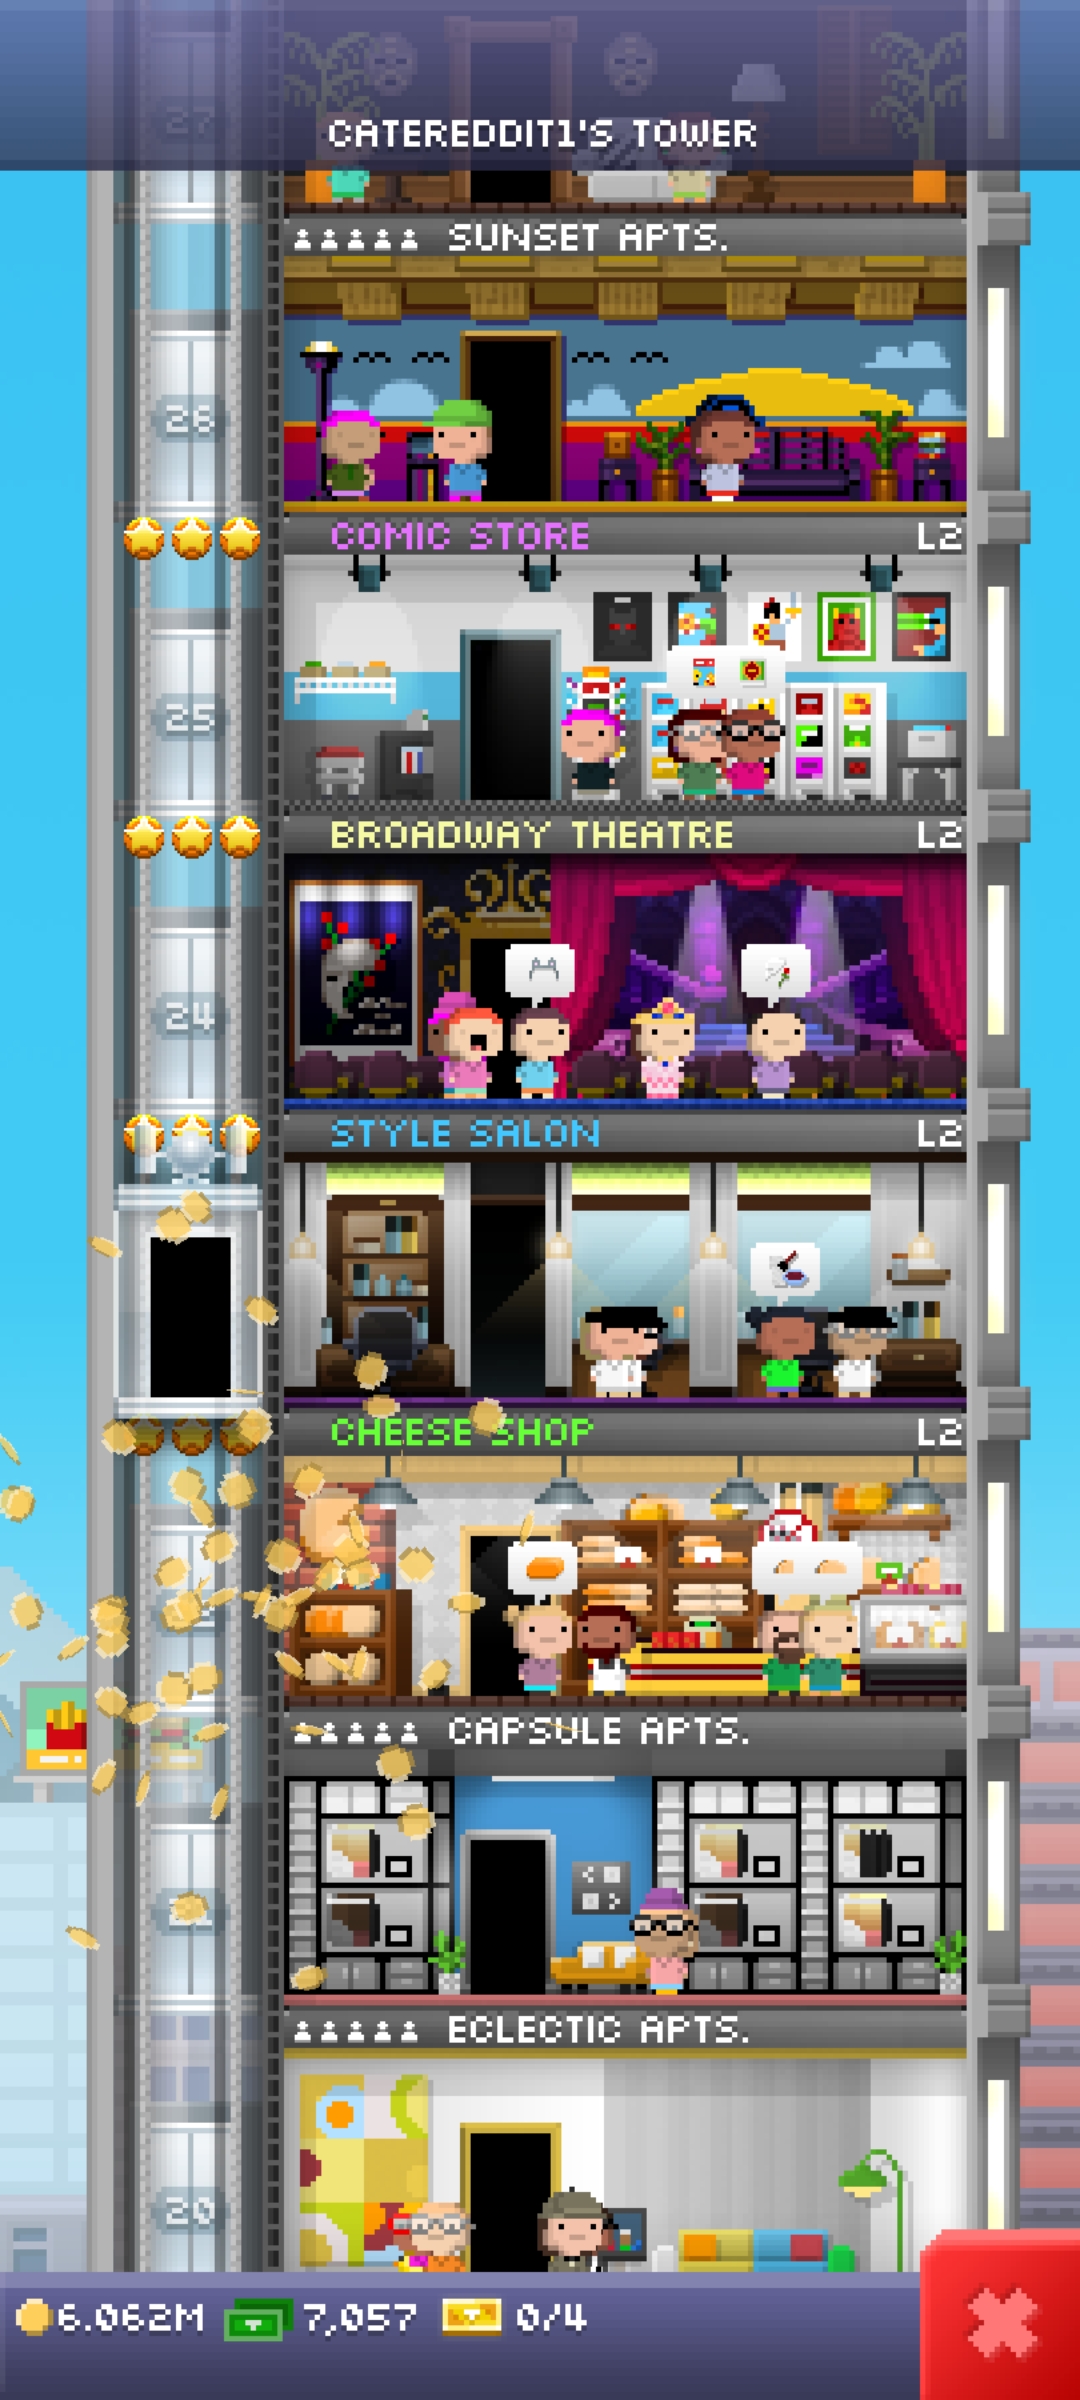 27
CATEREDDIT1'S TOWER
SUNSET APTS.
26
COMIC STORE L2
25
BROADWAY THEATRE L2
24
STYLE SALON L2
CHEESE SHOP L2
CAPSULE APTS.
ECLECTIC APTS.
20
6.062M 7,057 0/4